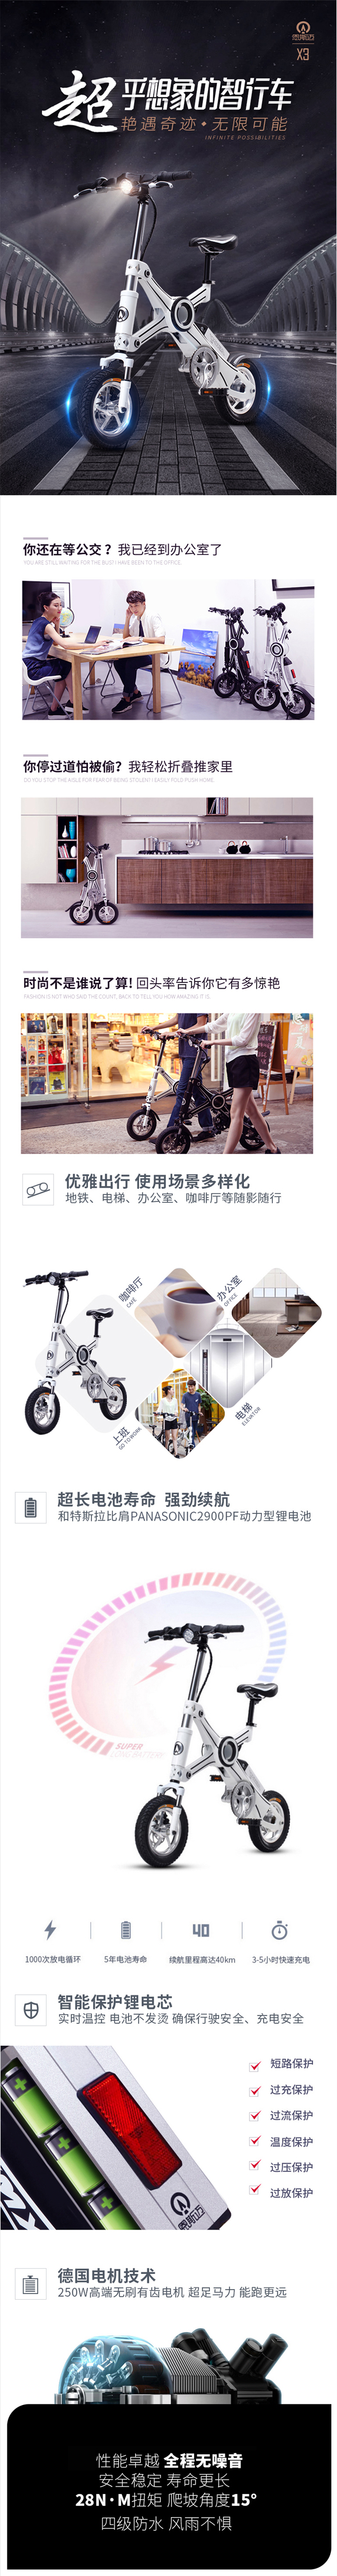 恩斯迈
X3
超乎想象的智行车
艳遇奇迹·无限可能
INFINITE POSSIBILITIES
你还在等公交？我已经到办公室了
YOU ARE STILL WAITING FOR THE BUS? I HAVE BEEN TO THE OFFICE.
你停过道怕被偷？我轻松折叠推家里
DO YOU STOP THE AISLE FOR FEAR OF BEING STOLEN? I EASILY FOLD PUSH HOME.
时尚不是谁说了算！回头率告诉你它有多惊艳
FASHION IS NOT WHO SAID THE COUNT, BACK TO TELL YOU HOW AMAZING IT IS.
优雅出行 使用场景多样化
地铁、电梯、办公室、咖啡厅等随影随行
咖啡厅
CAFE
办公室
OFFICE
上班
GO TO WORK
电梯
ELEVATOR
超长电池寿命 强劲续航
和特斯拉比肩PANASONIC2900PF动力型锂电池
SUPER
LONG BATTERY
40
1000次放电循环
5年电池寿命
续航里程高达40km
3-5小时快速充电
智能保护锂电芯
实时温控 电池不发烫 确保行驶安全、充电安全
短路保护
过充保护
过流保护
温度保护
过压保护
过放保护
恩斯迈
德国电机技术
250W高端无刷有齿电机 超足马力 能跑更远
性能卓越 全程无噪音
安全稳定 寿命更长
28N·M扭矩 爬坡角度15°
四级防水 风雨不惧